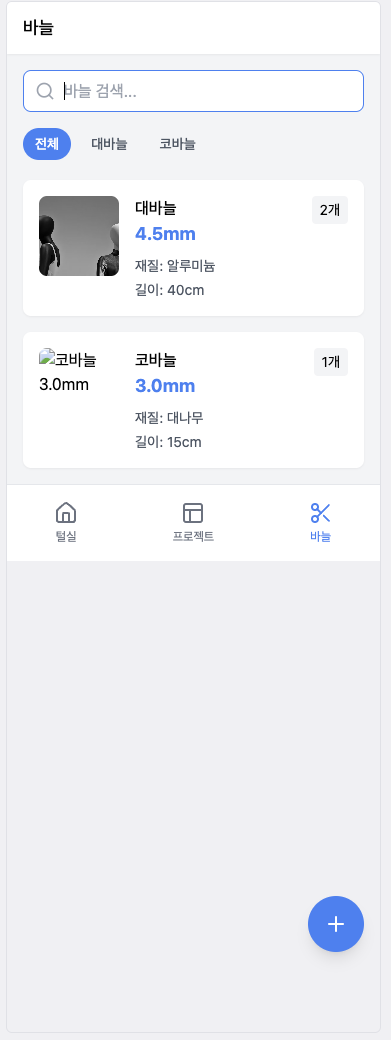 바늘
바늘 검색...
전체 대바늘 코바늘
대바늘 2개
4.5mm
재질: 알루미늄
길이: 40cm
코바늘
3.0mm
코바늘 1개
3.0mm
재질: 대나무
길이: 15cm
털실 프로젝트 바늘